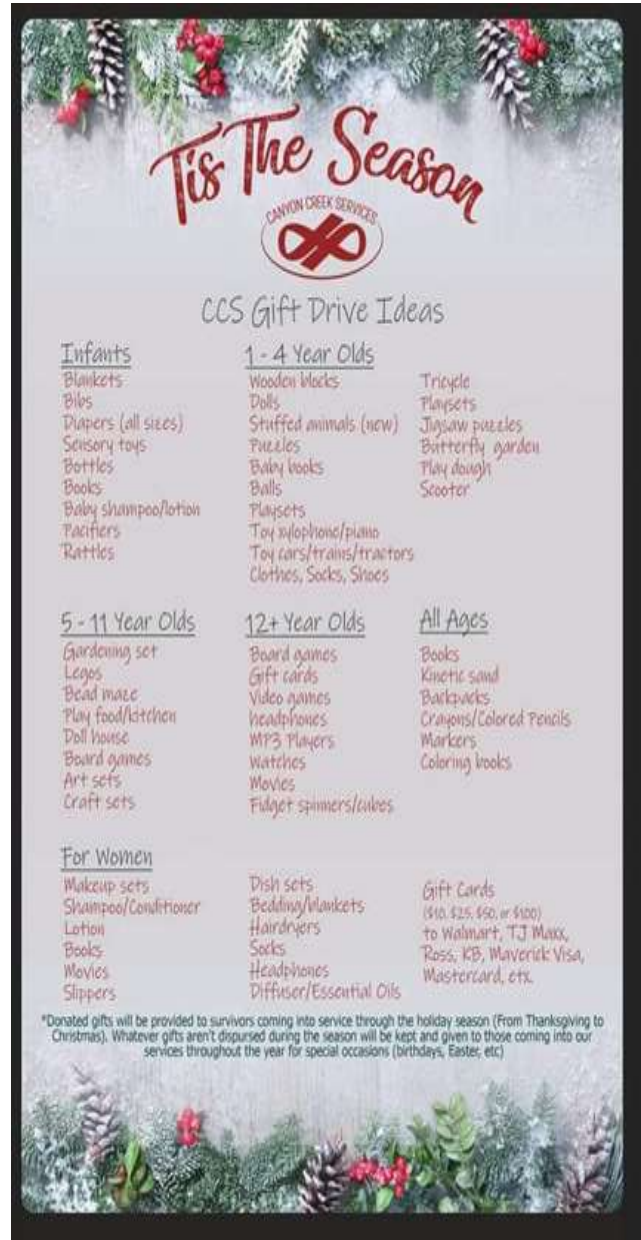 Tis The Season
CANYON CREEK SERVICES
CCS Gift Drive Ideas
Infants
Blankets
Bibs
Diapers (all sizes)
Sensory toys
Bottles
Books
Baby shampoo/lotion
Pacifiers
Rattles
1 - 4 Year Olds
Wooden blocks
Dolls
Stuffed animals (new)
Puzzles
Baby books
Balls
Playsets
Toy xylophone/piano
Toy cars/trains/tractors
Clothes, Socks, Shoes
Tricycle
Playsets
Jigsaw puzzles
Butterfly garden
Play dough
Scooter
5 - 11 Year Olds
Gardening set
Legos
Bead maze
Play food/kitchen
Doll house
Board games
Art sets
Craft sets
12+ Year Olds
Board games
Gift cards
Video games
headphones
MP3 Players
Watches
Movies
Fidget spinners/cubes
All Ages
Books
Kinetic sand
Backpacks
Crayons/Colored Pencils
Markers
Coloring books
For Women
Makeup sets
Shampoo/Conditioner
Lotion
Books
Movies
Slippers
Dish sets
Bedding/blankets
Hairdryers
Socks
Headphones
Diffuser/Essential Oils
Gift Cards
($10, $25, $50, or $100)
to Walmart, TJ Maxx,
Ross, KB, Maverick Visa,
Mastercard, etx.
*Donated gifts will be provided to survivors coming into service through the holiday season (From Thanksgiving to
Christmas). Whatever gifts aren't dispursed during the season will be kept and given to those coming into our
services throughout the year for special occasions (birthdays, Easter, etc)